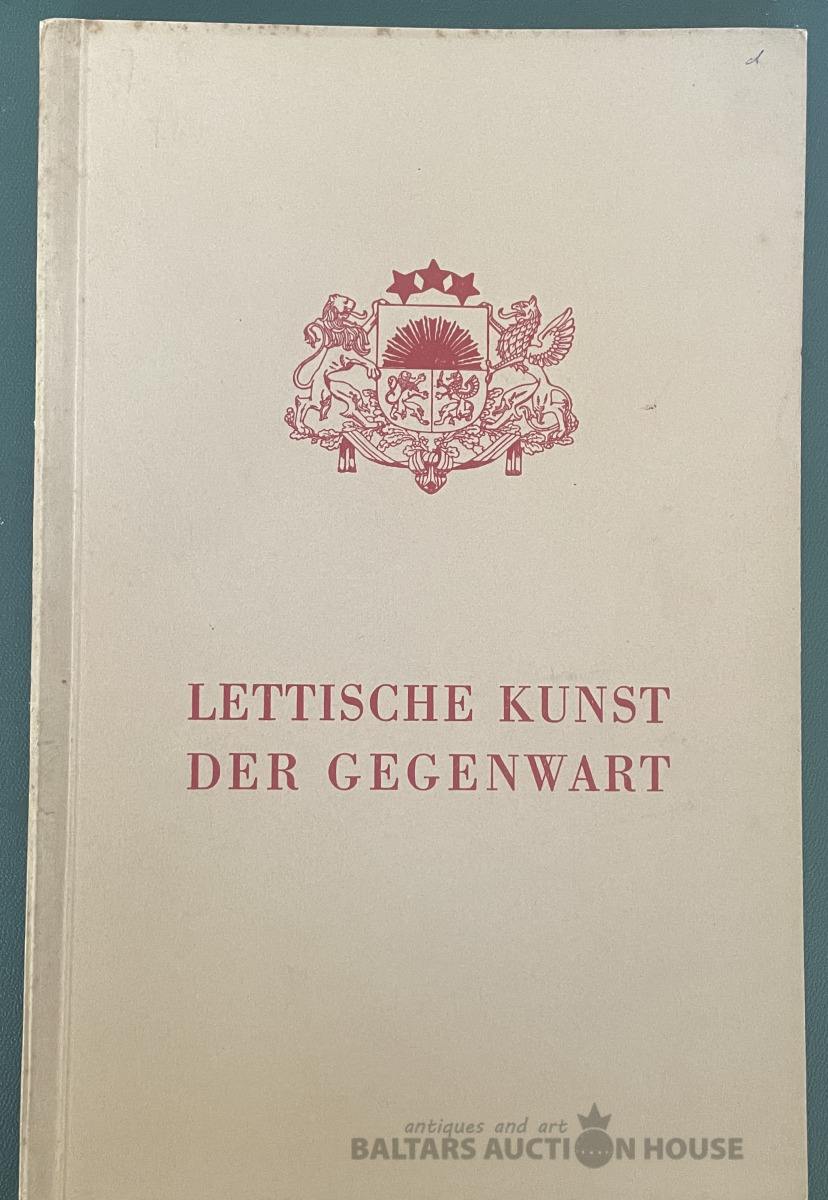 LETTISCHE KUNST
DER GEGENWART
antiques and art
BALTARS AUCTION HOUSE